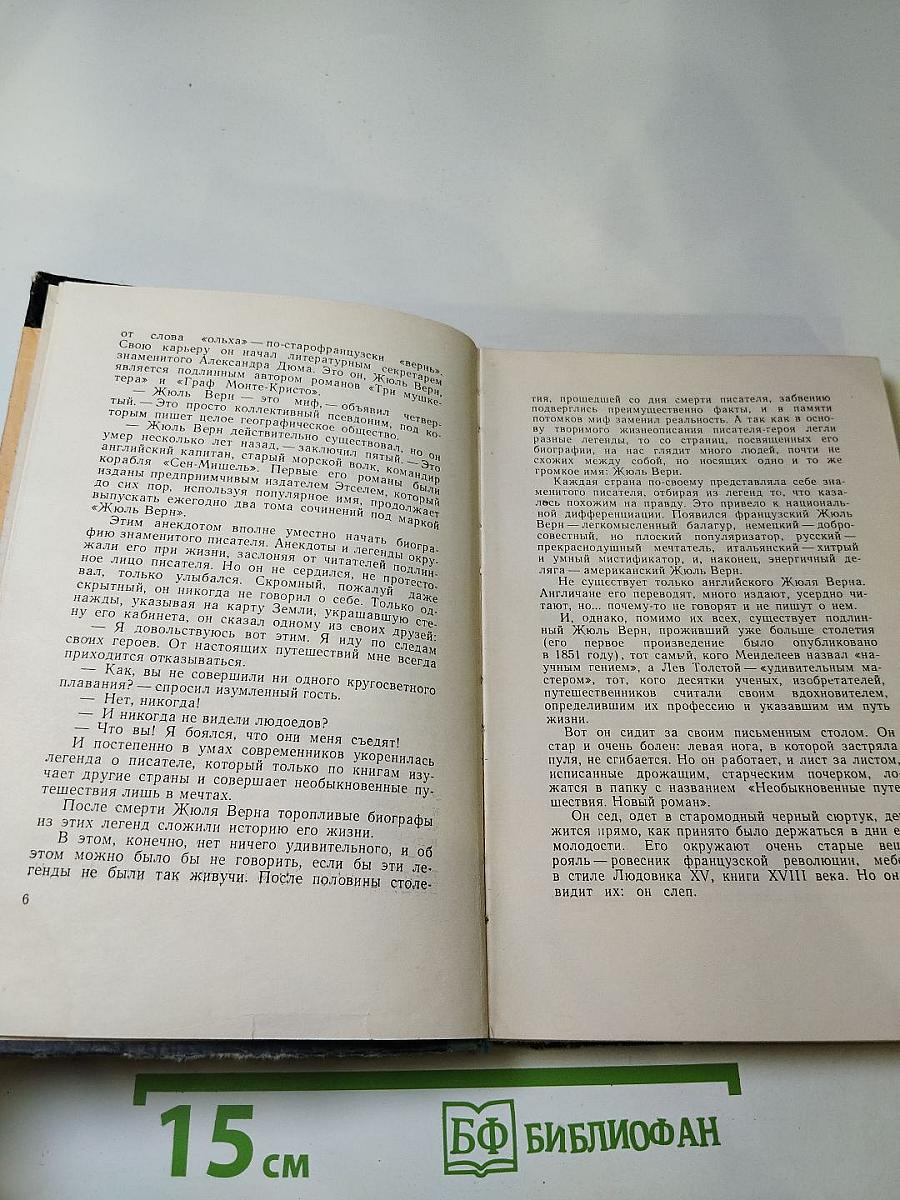 от слова «ольха» — по-старофранцузски «вернь».
Свою карьеру он начал литературным секретарем
знаменитого Александра Дюма. Это он, Жюль Верн,
является подлинным автором романов «Три мушке-
тера» и «Граф Монте-Кристо».
— Жюль Верн — это миф, — объявил четвер-
тый. — Это просто коллективный псевдоним, под ко-
торым пишет целое географическое общество.
— Жюль Верн действительно существовал, но он
умер несколько лет назад, — заключил пятый. — Это
английский капитан, старый морской волк, командир
корабля «Сен-Мишель». Первые его романы были
изданы предприимчивым издателем Этселем, который
до сих пор, используя популярное имя, продолжает
выпускать ежегодно два тома сочинений под маркой
«Жюль Верн».
Этим анекдотом вполне уместно начать биогра-
фию знаменитого писателя. Анекдоты и легенды окру-
жали его при жизни, заслоняя от читателей подлин-
ное лицо писателя. Но он не сердился, не протесто-
вал, только улыбался. Скромный, пожалуй даже
скрытный, он никогда не говорил о себе. Только од-
нажды, указывая на карту Земли, украшавшую сте-
ну его кабинета, он сказал одному из своих друзей:
— Я довольствуюсь вот этим. Я иду по следам
своих героев. От настоящих путешествий мне всегда
приходится отказываться.
— Как, вы не совершили ни одного кругосветного
плавания? — спросил изумленный гость.
— Нет, никогда!
— И никогда не видели людоедов?
— Что вы! Я боялся, что они меня съедят!
И постепенно в умах современников укоренилась
легенда о писателе, который только по книгам изу-
чает другие страны и совершает необыкновенные пу-
тешествия лишь в мечтах.
После смерти Жюля Верна торопливые биографы
из этих легенд сложили историю его жизни.
В этом, конечно, нет ничего удивительного, и об
этом можно было бы не говорить, если бы эти ле-
генды не были так живучи. После половины столе-
6
тия, прошедшей со дня смерти писателя, забвению
подверглись преимущественно факты, и в памяти
потомков миф заменил реальность. А так как в осно-
ву творимого жизнеописания писателя-героя легли
разные легенды, то со страниц, посвященных его
биографии, на нас глядит много людей, почти не
схожих между собой, но носящих одно и то же
громкое имя: Жюль Верн.
Каждая страна по-своему представляла себе зна-
менитого писателя, отбирая из легенд то, что каза-
лось похожим на правду. Это привело к националь-
ной дифференциации. Появился французский Жюль
Верн — легкомысленный балагур, немецкий — добро-
совестный, но плоский популяризатор, русский —
прекраснодушный мечтатель, итальянский — хитрый
и умный мистификатор, и, наконец, энергичный де-
ляга — американский Жюль Верн.
Не существует только английского Жюля Верна.
Англичане его переводят, много издают, усердно чи-
тают, но... почему-то не говорят и не пишут о нем.
И, однако, помимо их всех, существует подлин-
ный Жюль Верн, проживший уже больше столетия
(его первое произведение было опубликовано
в 1851 году), тот самый, кого Менделеев назвал «на-
учным гением», а Лев Толстой — «удивительным ма-
стером», тот, кого десятки ученых, изобретателей,
путешественников считали своим вдохновителем,
определившим их профессию и указавшим им путь
жизни.
Вот он сидит за своим письменным столом. Он
стар и очень болен: левая нога, в которой застряла
пуля, не сгибается. Но он работает, и лист за листом,
исписанные дрожащим, старческим почерком, ло-
жатся в папку с названием «Необыкновенные путе
шествия. Новый роман».
Он сед, одет в старомодный черный сюртук, дер
жится прямо, как принято было держаться в дни е
молодости. Его окружают очень старые вещ
рояль — ровесник французской революции, мебе
в стиле Людовика XV, книги XVIII века. Но он
видит их: он слеп.
15 см
БФ БИБЛИОФАН